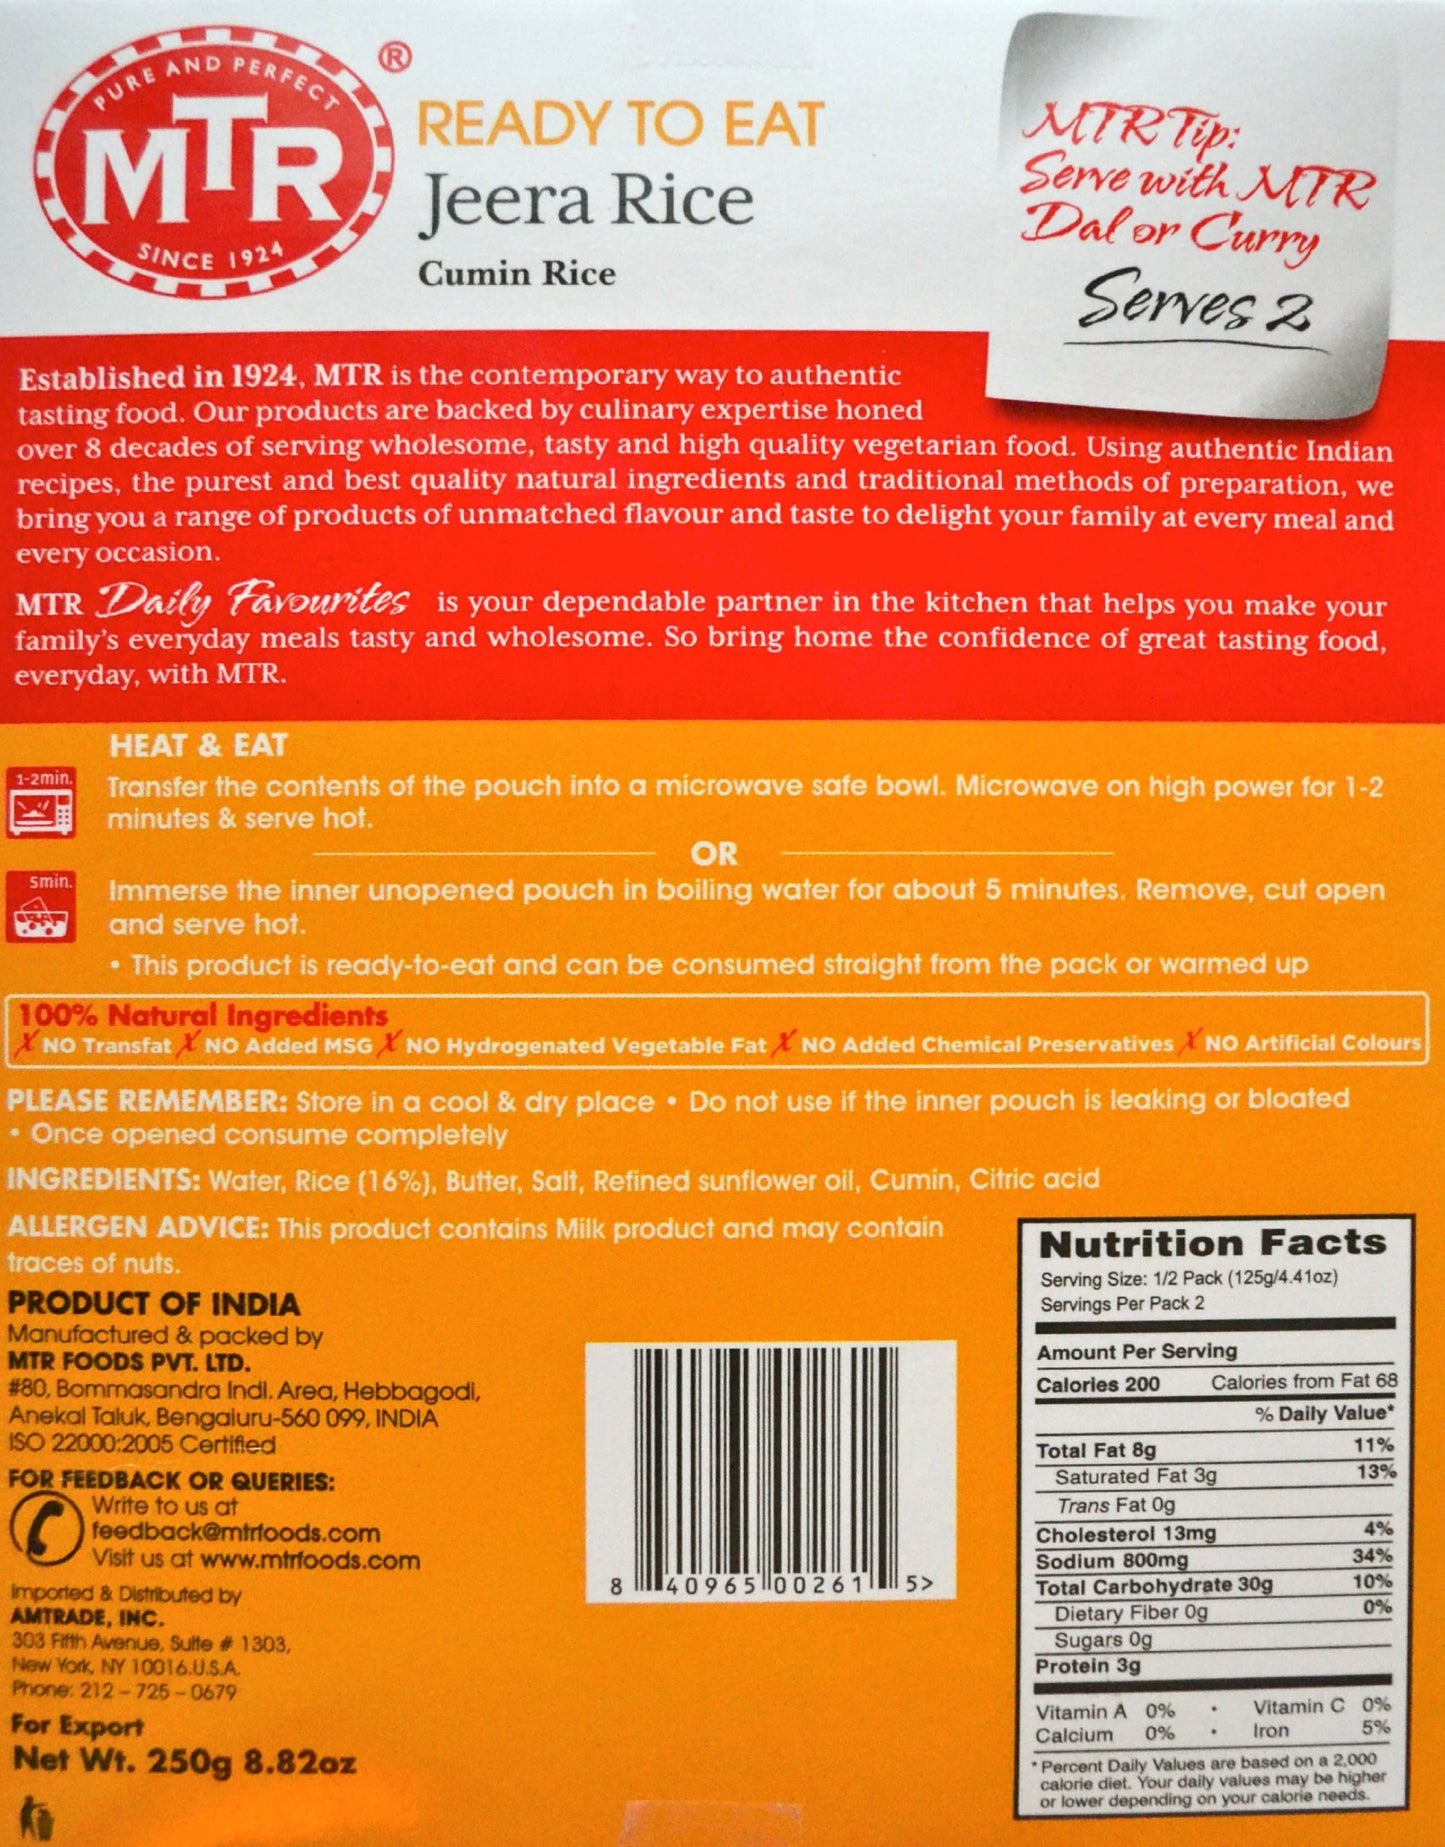 PURE AND PERFECT
MTR
SINCE 1924
®
READY TO EAT
Jeera Rice
Cumin Rice
MTR Tip:
Serve with MTR
Dal or Curry
Serves 2
Established in 1924, MTR is the contemporary way to authentic
tasting food. Our products are backed by culinary expertise honed
over 8 decades of serving wholesome, tasty and high quality vegetarian food. Using authentic Indian
recipes, the purest and best quality natural ingredients and traditional methods of preparation, we
bring you a range of products of unmatched flavour and taste to delight your family at every meal and
every occasion.
MTR Daily Favourites is your dependable partner in the kitchen that helps you make your
family's everyday meals tasty and wholesome. So bring home the confidence of great tasting food,
everyday, with MTR.
HEAT & EAT
1-2min.
Transfer the contents of the pouch into a microwave safe bowl. Microwave on high power for 1-2
minutes & serve hot.
OR
5min.
Immerse the inner unopened pouch in boiling water for about 5 minutes. Remove, cut open
and serve hot.
• This product is ready-to-eat and can be consumed straight from the pack or warmed up
100% Natural Ingredients
X NO Transfat X NO Added MSG X NO Hydrogenated Vegetable Fat X NO Added Chemical Preservatives X NO Artificial Colours
PLEASE REMEMBER: Store in a cool & dry place • Do not use if the inner pouch is leaking or bloated
• Once opened consume completely
INGREDIENTS: Water, Rice (16%), Butter, Salt, Refined sunflower oil, Cumin, Citric acid
ALLERGEN ADVICE: This product contains Milk product and may contain
traces of nuts.
PRODUCT OF INDIA
Manufactured & packed by
MTR FOODS PVT. LTD.
#80, Bommasandra Indl. Area, Hebbagodi,
Anekal Taluk, Bengaluru-560 099, INDIA
ISO 22000:2005 Certified
FOR FEEDBACK OR QUERIES:
Write to us at
feedback@mtrfoods.com
Visit us at www.mtrfoods.com
Imported & Distributed by
AMTRADE, INC.
303 Fifth Avenue, Suite # 1303,
New York, NY 10016.U.S.A.
Phone: 212 - 725 - 0679
For Export
Net Wt. 250g 8.82oz
8 40965 00261 5>
Nutrition Facts
Serving Size: 1/2 Pack (125g/4.41oz)
Servings Per Pack 2
Amount Per Serving
Calories 200 Calories from Fat 68
% Daily Value*
Total Fat 8g 11%
Saturated Fat 3g 13%
Trans Fat 0g
Cholesterol 13mg 4%
Sodium 800mg 34%
Total Carbohydrate 30g 10%
Dietary Fiber 0g 0%
Sugars 0g
Protein 3g
Vitamin A 0% • Vitamin C 0%
Calcium 0% • Iron 5%
*Percent Daily Values are based on a 2,000
calorie diet. Your daily values may be higher
or lower depending on your calorie needs.